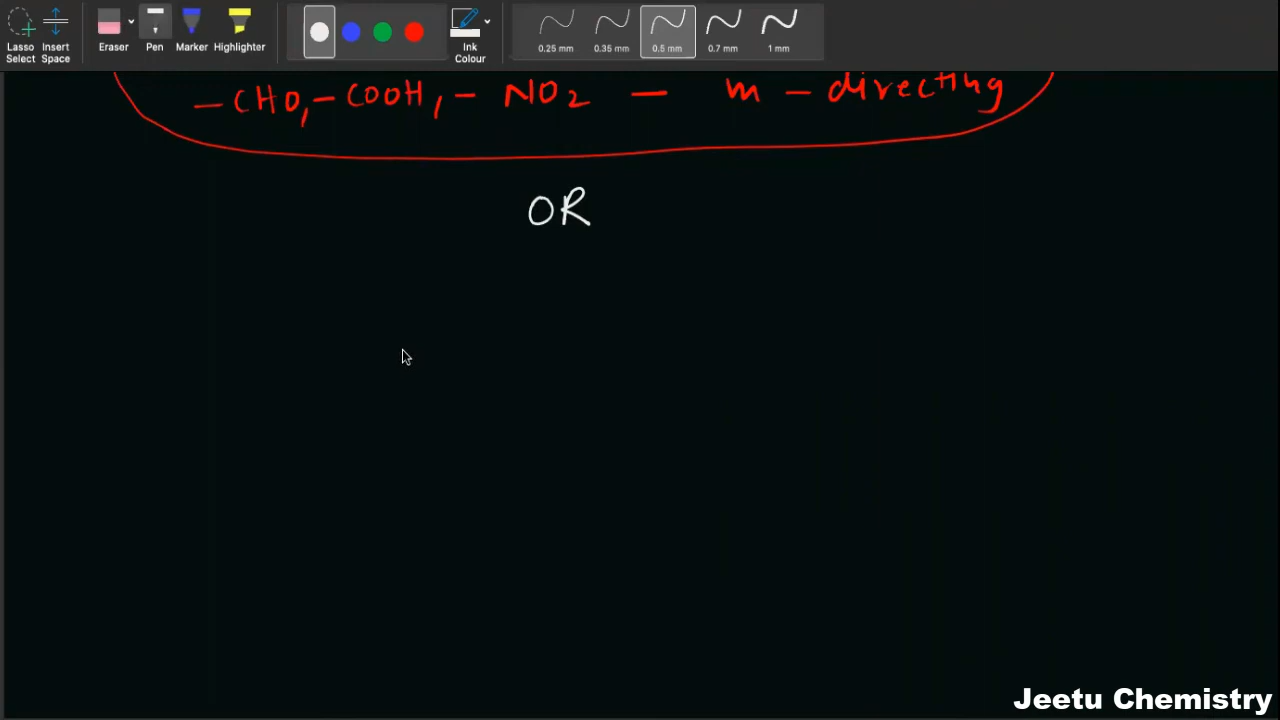 Lasso Select
Insert Space
Eraser
Pen
Marker
Highlighter
Ink Colour
0.25 mm
0.35 mm
0.5 mm
0.7 mm
1 mm
— CHO, — COOH, — NO2 — m — directing
OR
Jeetu Chemistry